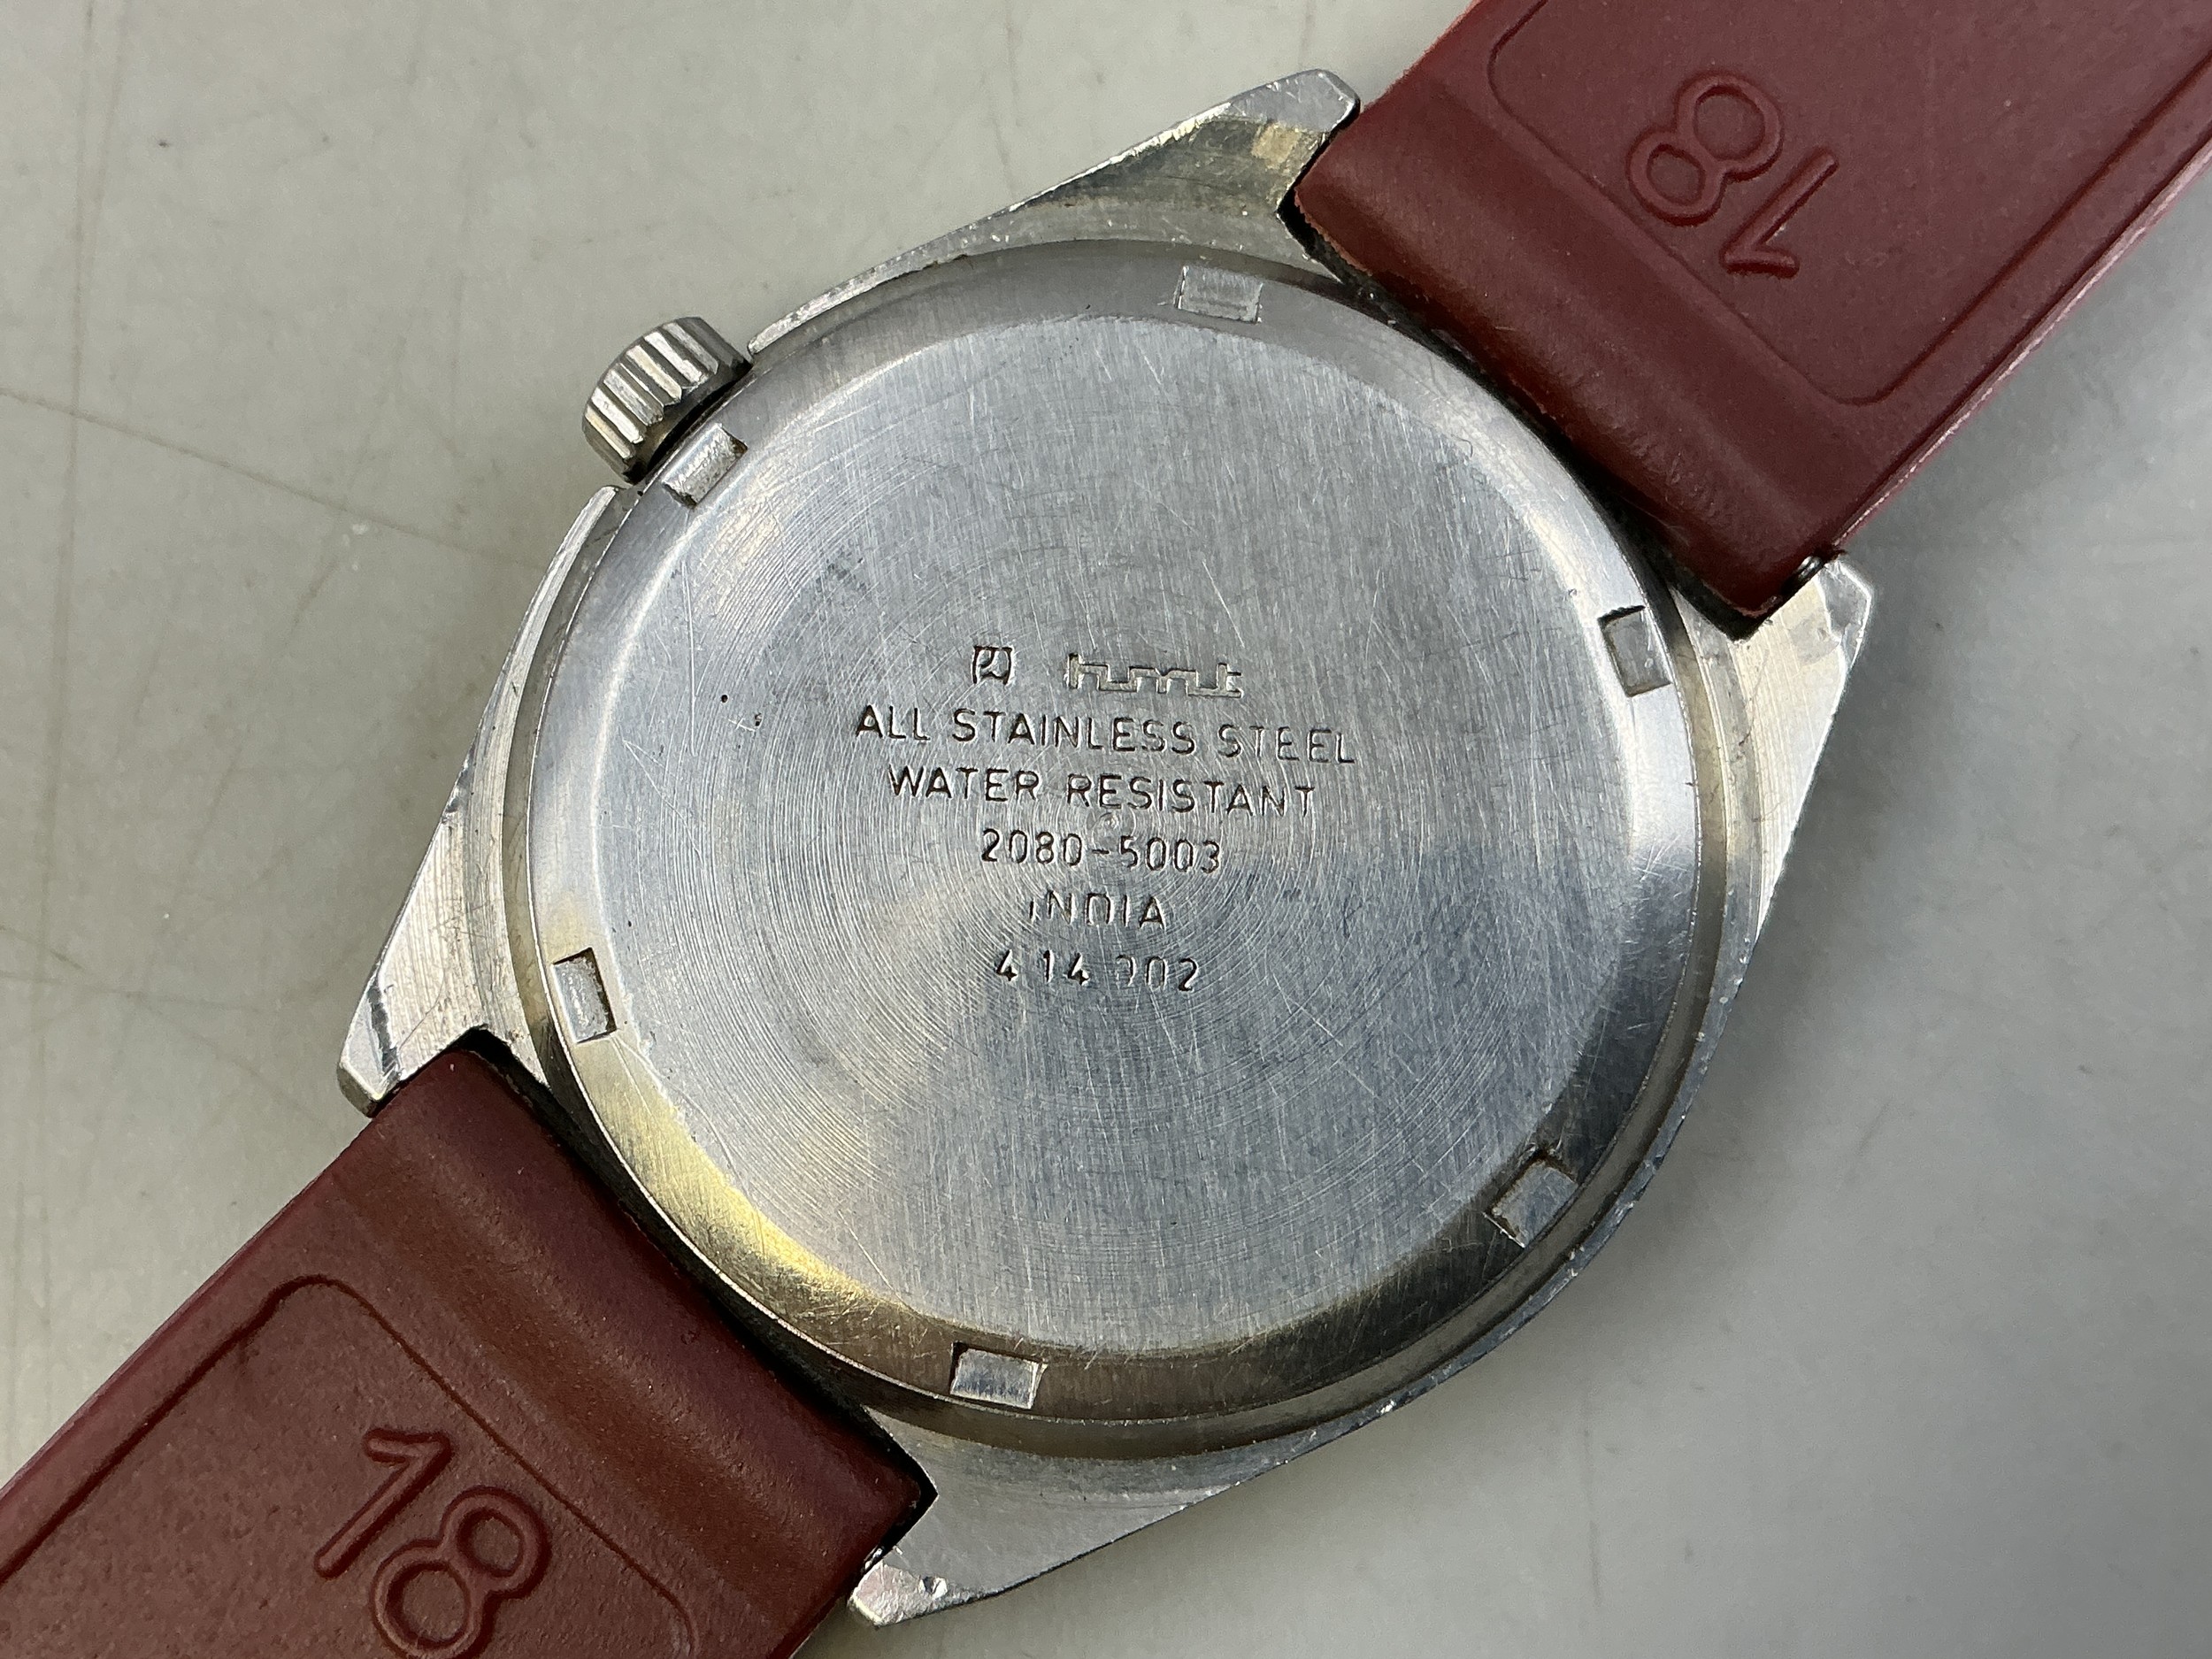 18
hmt
ALL STAINLESS STEEL
WATER RESISTANT
2080-5003
INDIA
18